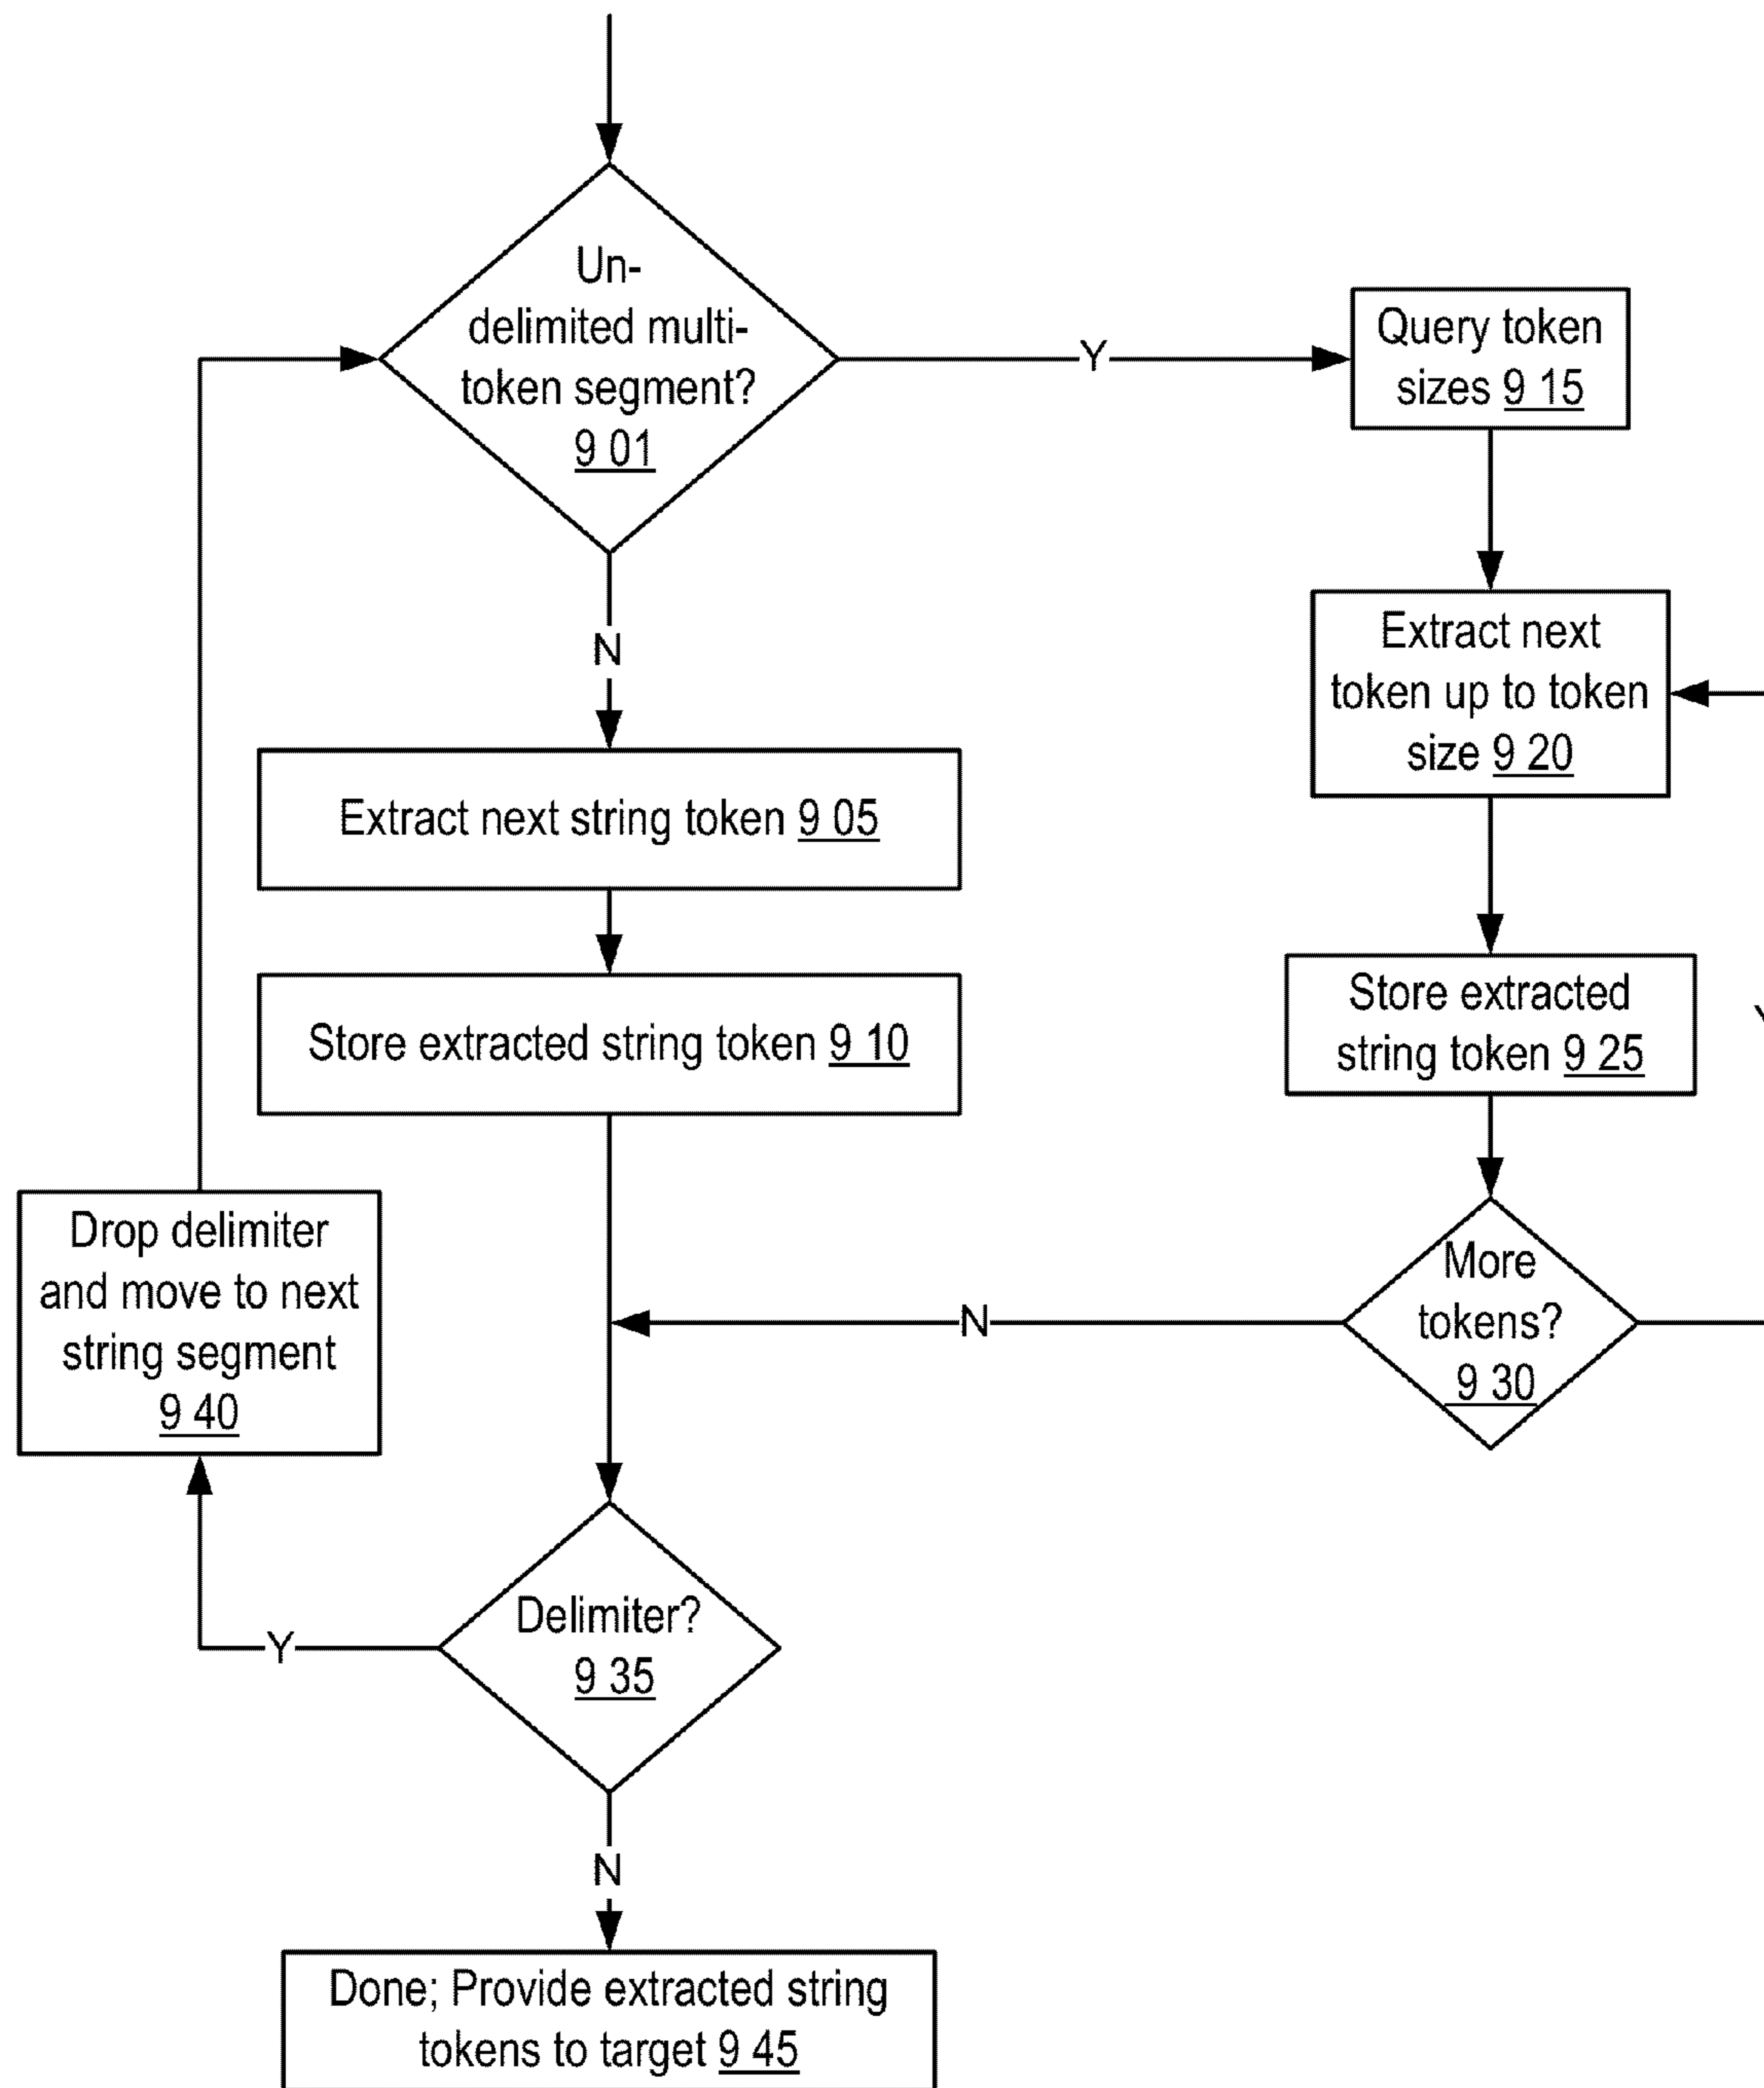 Un-
delimited multi-
token segment?
9 01
Y
Query token
sizes 9 15
N
Extract next
token up to token
size 9 20
Extract next string token 9 05
Store extracted string token 9 10
Store extracted
string token 9 25
Drop delimiter
and move to next
string segment
9 40
More
tokens?
9 30
N
Delimiter?
9 35
Y
N
Done; Provide extracted string
tokens to target 9 45